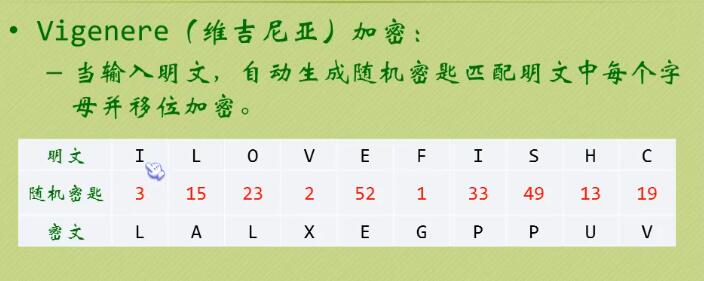 • Vigenere（维吉尼亚）加密：
– 当输入明文，自动生成随机密匙匹配明文中每个字
母并移位加密。
明文 I L O V E F I S H C
随机密匙 3 15 23 2 52 1 33 49 13 19
密文 L A L X E G P P U V